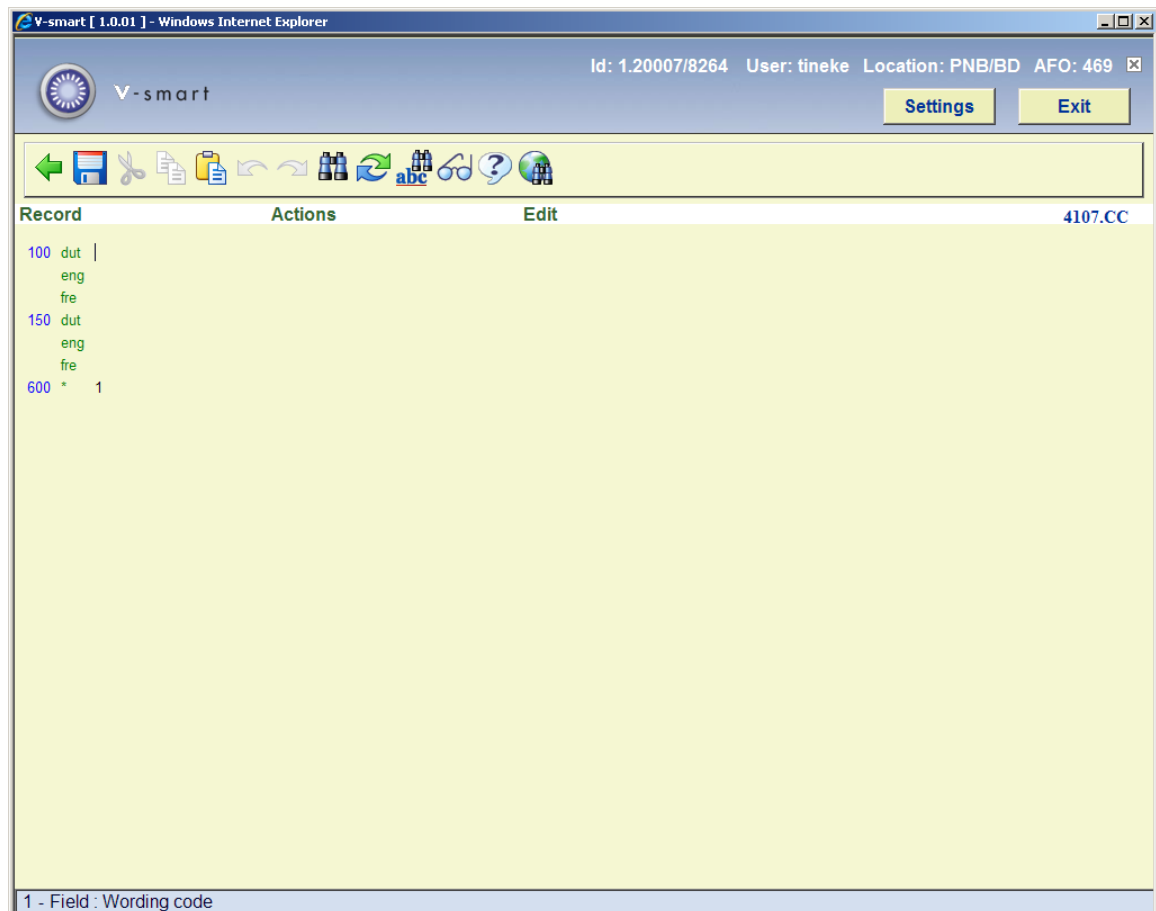 V-smart [ 1.0.01 ] - Windows Internet Explorer
Id: 1.20007/8264 User: tineke Location: PNB/BD AFO: 469
V-smart
Settings Exit
abc
Record Actions Edit 4107.CC
100 dut
eng
fre
150 dut
eng
fre
600 * 1
1 - Field : Wording code